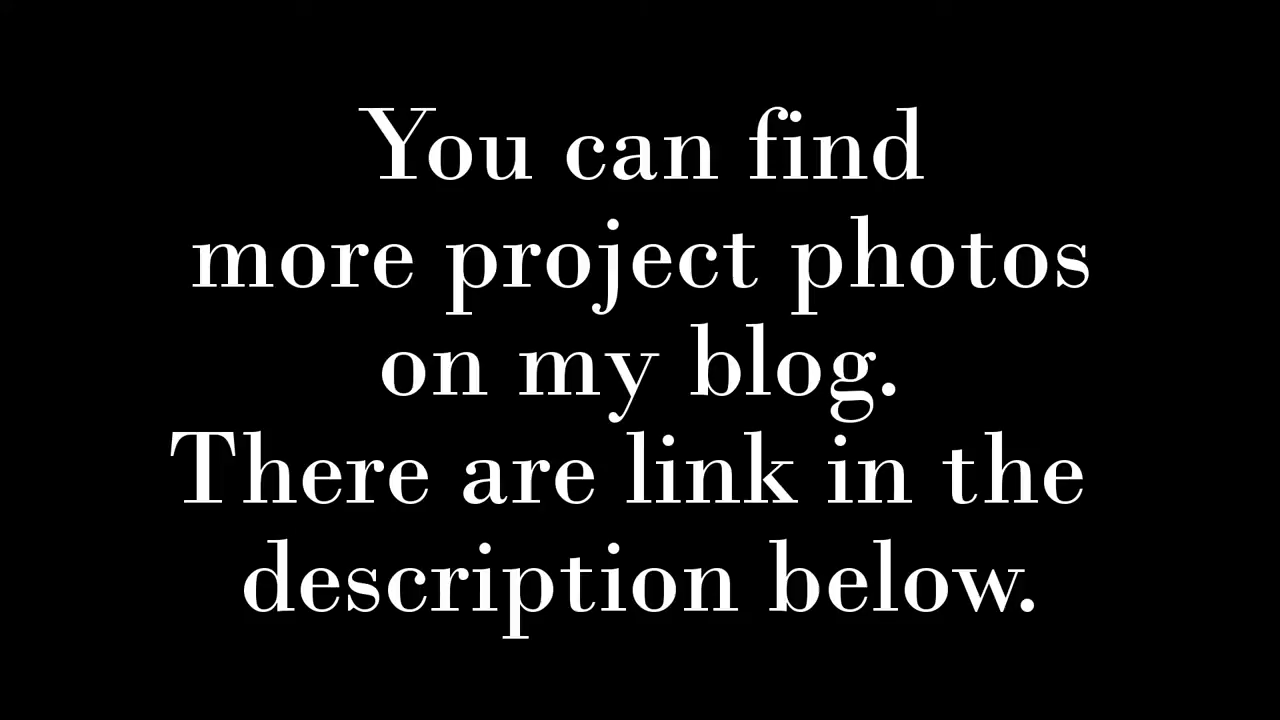 You can find
more project photos
on my blog.
There are link in the
description below.